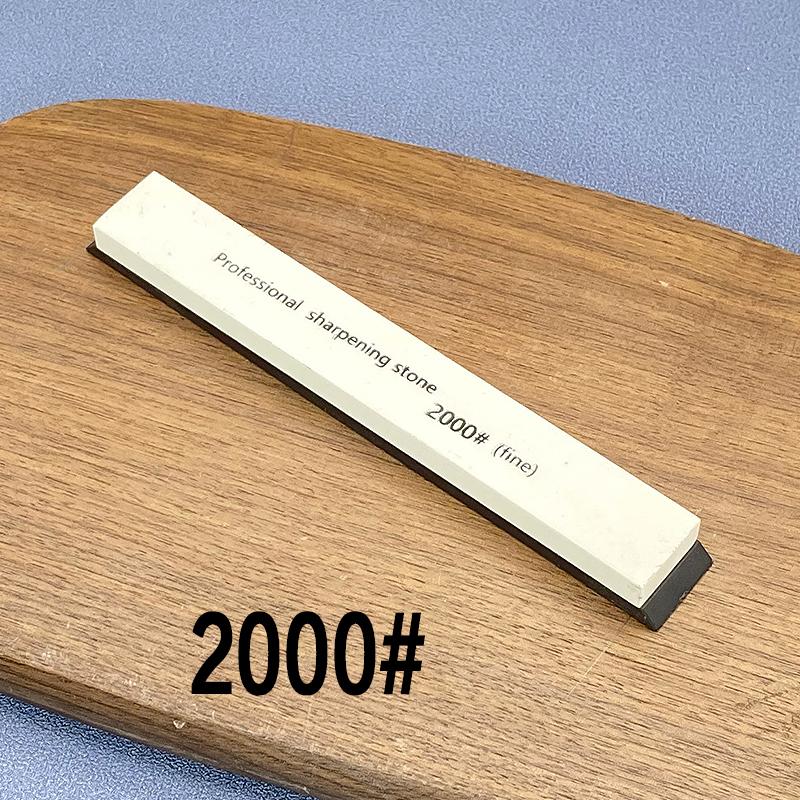 Professional sharpening stone
2000# (fine)
2000#